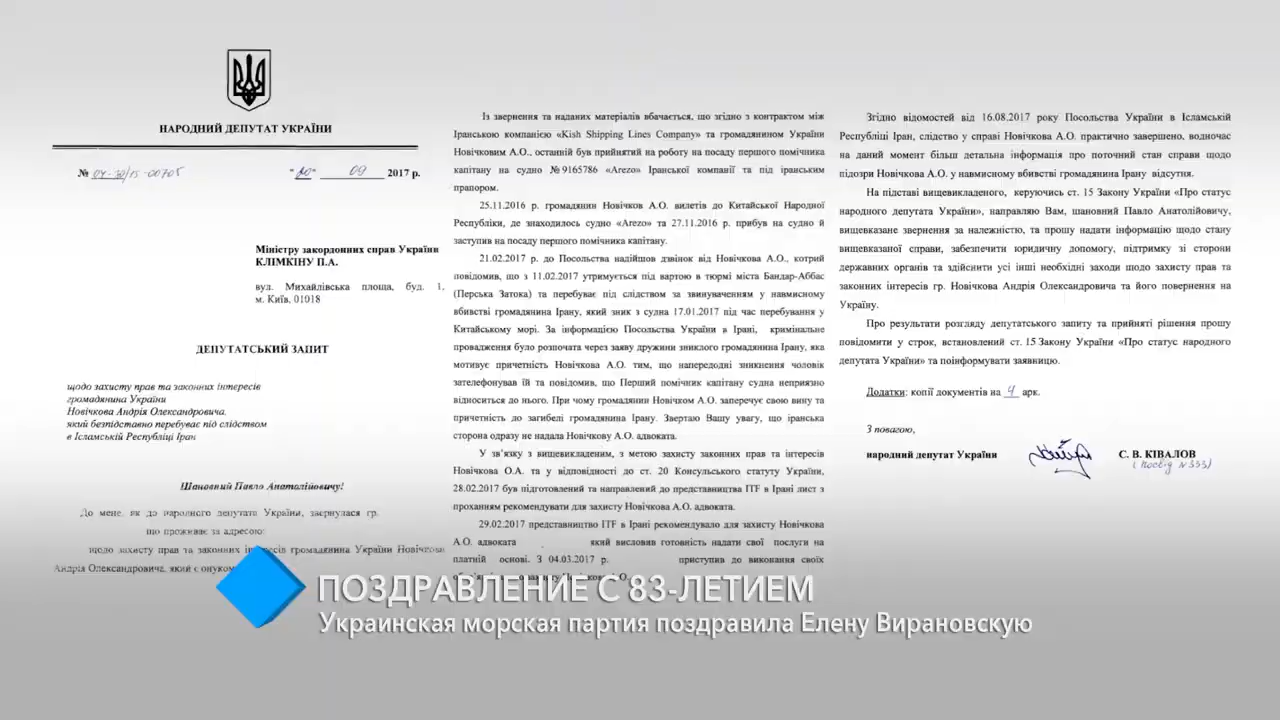 НАРОДНИЙ ДЕПУТАТ УКРАЇНИ
№ 04-30/15-00705 "20" 09 2017 р.
Міністру закордонних справ України
КЛІМКІНУ П.А.
вул. Михайлівська площа, буд. 1,
м. Київ, 01018
ДЕПУТАТСЬКИЙ ЗАПИТ
щодо захисту прав та законних інтересів
громадянина України
Новічкова Андрія Олександровича,
який безпідставно перебуває під слідством
в Ісламській Республіці Іран
Шановний Павло Анатолійовичу!
До мене, як до народного депутата України, звернулася гр.
що проживає за адресою:
щодо захисту прав та законних інтересів громадянина України Новічкова
Андрія Олександровича, який є онуком
Із звернення та наданих матеріалів вбачається, що згідно з контрактом між
Іранською компанією «Kish Shipping Lines Company» та громадянином України
Новічковим А.О., останній був прийнятий на роботу на посаду першого помічника
капітану на судно № 9165786 «Arezo» Іранської компанії та під іранським
прапором.
25.11.2016 р. громадянин Новічков А.О. вилетів до Китайської Народної
Республіки, де знаходилось судно «Arezo» та 27.11.2016 р. прибув на судно й
заступив на посаду першого помічника капітану.
21.02.2017 р. до Посольства надійшов дзвінок від Новічкова А.О., котрий
повідомив, що з 11.02.2017 утримується під вартою в тюрмі міста Бандар-Аббас
(Перська Затока) та перебуває під слідством за звинуваченням у навмисному
вбивстві громадянина Ірану, який зник з судна 17.01.2017 під час перебування у
Китайському морі. За інформацією Посольства України в Ірані, кримінальне
провадження було розпочата через заяву дружини зниклого громадянина Ірану, яка
мотивує причетність Новічкова А.О. тим, що напередодні зникнення чоловік
зателефонував їй та повідомив, що Перший помічник капітану судна неприязно
відноситься до нього. При чому громадянин Новічком А.О. заперечує свою вину та
причетність до загибелі громадянина Ірану. Звертаю Вашу увагу, що іранська
сторона одразу не надала Новічкову А.О. адвоката.
У зв'язку з вищевикладеним, з метою захисту законних прав та інтересів
Новічкова О.А. та у відповідності до ст. 20 Консульського статуту України,
28.02.2017 був підготовлений та направлений до представництва ITF в Ірані лист з
проханням рекомендувати для захисту Новічкова А.О. адвоката.
29.02.2017 представництво ITF в Ірані рекомендувало для захисту Новічкова
А.О. адвоката який висловив готовність надати свої послуги на
платній основі. З 04.03.2017 р. приступив до виконання своїх
Згідно відомостей від 16.08.2017 року Посольства України в Ісламській
Республіці Іран, слідство у справі Новічкова А.О. практично завершено, водночас
на даний момент більш детальна інформація про поточний стан справи щодо
підозри Новічкова А.О. у навмисному вбивстві громадянина Ірану відсутня.
На підставі вищевикладеного, керуючись ст. 15 Закону України «Про статус
народного депутата України», направляю Вам, шановний Павло Анатолійовичу,
вищевказане звернення за належністю, та прошу надати інформацію щодо стану
вищевказаної справи, забезпечити юридичну допомогу, підтримку зі сторони
державних органів та здійснити усі інші необхідні заходи щодо захисту прав та
законних інтересів гр. Новічкова Андрія Олександровича та його повернення на
Україну.
Про результати розгляду депутатського запиту та прийняті рішення прошу
повідомити у строк, встановлений ст. 15 Закону України «Про статус народного
депутата України» та поінформувати заявницю.
Додатки: копії документів на 4 арк.
З повагою,
народний депутат України С. В. КІВАЛОВ
(посвід N 333)
ПОЗДРАВЛЕНИЕ С 83-ЛЕТИЕМ
Украинская морская партия поздравила Елену Вирановскую